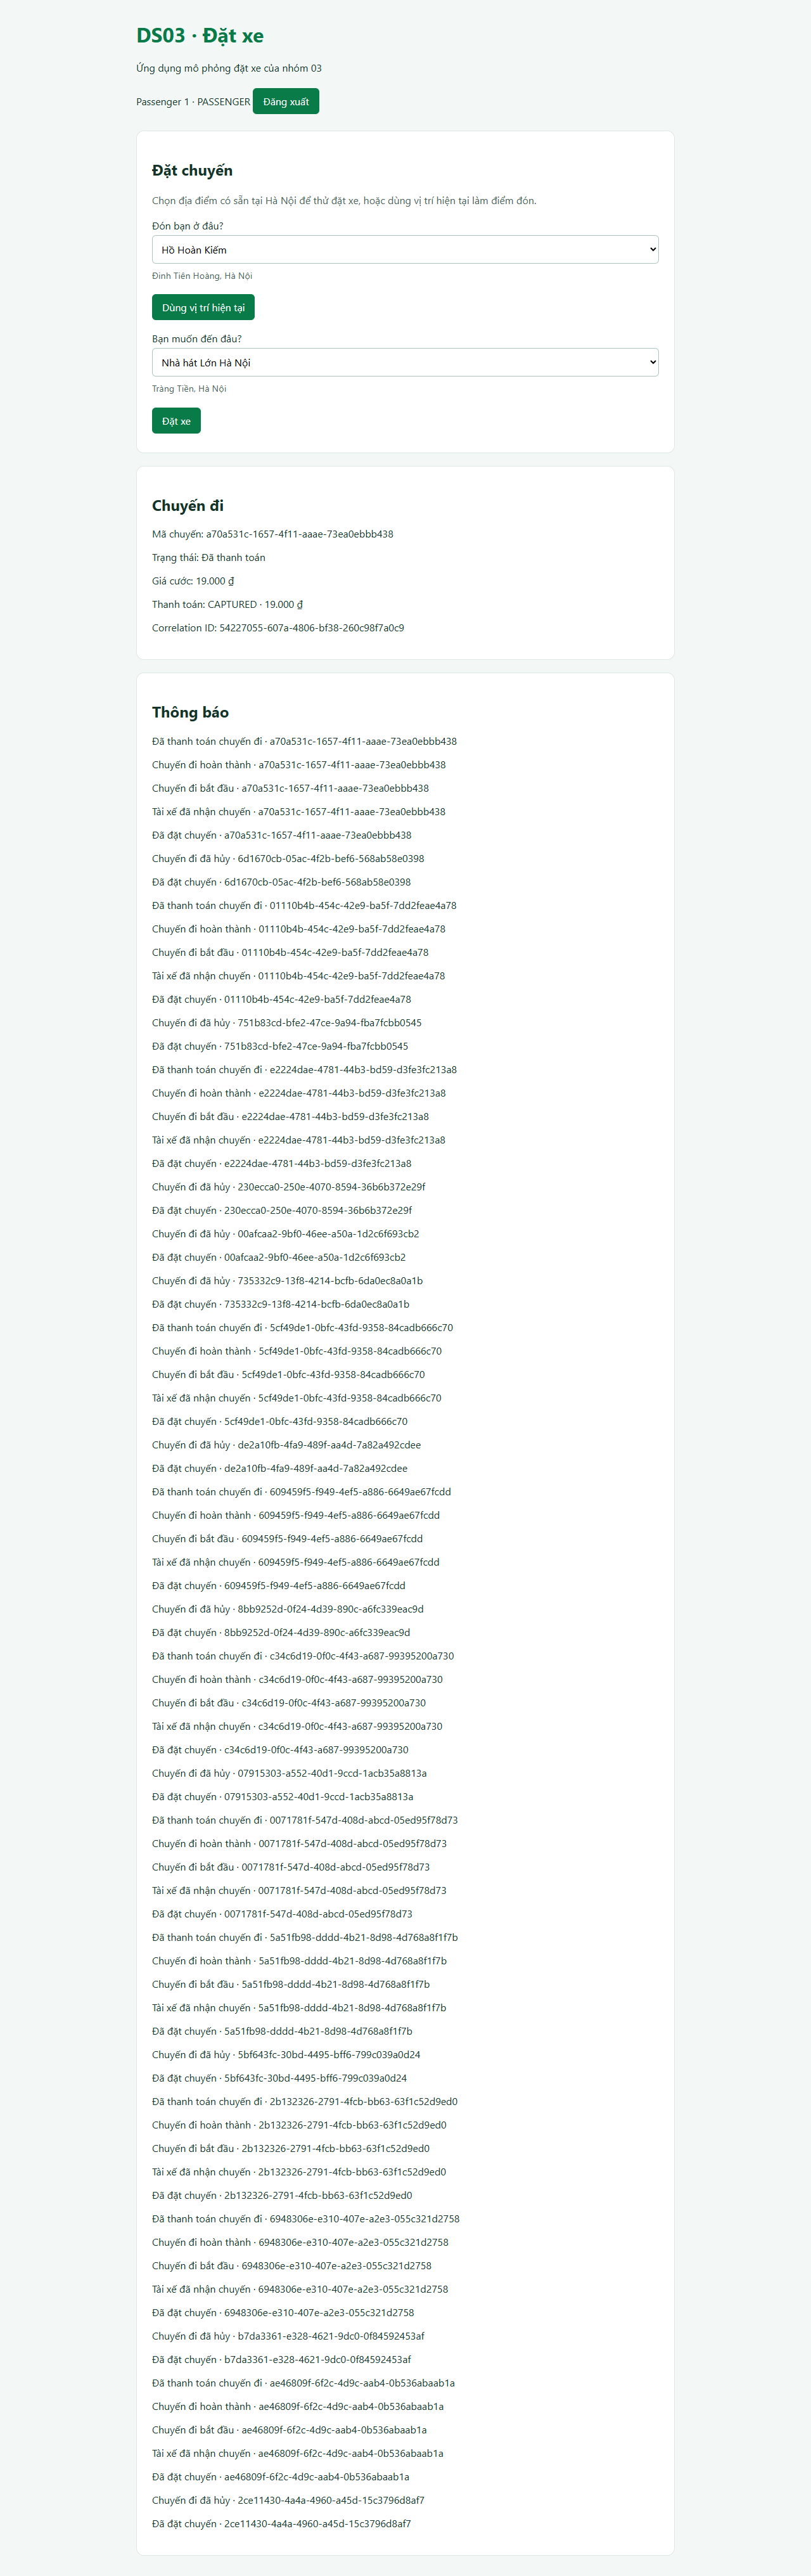 DS03 · Đặt xe
Ứng dụng mô phỏng đặt xe của nhóm 03
Passenger 1 · PASSENGER Đăng xuất
Đặt chuyến
Chọn địa điểm có sẵn tại Hà Nội để thử đặt xe, hoặc dùng vị trí hiện tại làm điểm đón.
Đón bạn ở đâu?
Hồ Hoàn Kiếm
Đinh Tiên Hoàng, Hà Nội
Dùng vị trí hiện tại
Bạn muốn đến đâu?
Nhà hát Lớn Hà Nội
Tràng Tiền, Hà Nội
Đặt xe
Chuyến đi
Mã chuyến: a70a531c-1657-4f11-aaae-73ea0ebbb438
Trạng thái: Đã thanh toán
Giá cước: 19.000 ₫
Thanh toán: CAPTURED · 19.000 ₫
Correlation ID: 54227055-607a-4806-bf38-260c98f7a0c9
Thông báo
Đã thanh toán chuyến đi · a70a531c-1657-4f11-aaae-73ea0ebbb438
Chuyến đi hoàn thành · a70a531c-1657-4f11-aaae-73ea0ebbb438
Chuyến đi bắt đầu · a70a531c-1657-4f11-aaae-73ea0ebbb438
Tài xế đã nhận chuyến · a70a531c-1657-4f11-aaae-73ea0ebbb438
Đã đặt chuyến · a70a531c-1657-4f11-aaae-73ea0ebbb438
Chuyến đi đã hủy · 6d1670cb-05ac-4f2b-bef6-568ab58e0398
Đã đặt chuyến · 6d1670cb-05ac-4f2b-bef6-568ab58e0398
Đã thanh toán chuyến đi · 01110b4b-454c-42e9-ba5f-7dd2feae4a78
Chuyến đi hoàn thành · 01110b4b-454c-42e9-ba5f-7dd2feae4a78
Chuyến đi bắt đầu · 01110b4b-454c-42e9-ba5f-7dd2feae4a78
Tài xế đã nhận chuyến · 01110b4b-454c-42e9-ba5f-7dd2feae4a78
Đã đặt chuyến · 01110b4b-454c-42e9-ba5f-7dd2feae4a78
Chuyến đi đã hủy · 751b83cd-bfe2-47ce-9a94-fba7fcbb0545
Đã đặt chuyến · 751b83cd-bfe2-47ce-9a94-fba7fcbb0545
Đã thanh toán chuyến đi · e2224dae-4781-44b3-bd59-d3fe3fc213a8
Chuyến đi hoàn thành · e2224dae-4781-44b3-bd59-d3fe3fc213a8
Chuyến đi bắt đầu · e2224dae-4781-44b3-bd59-d3fe3fc213a8
Tài xế đã nhận chuyến · e2224dae-4781-44b3-bd59-d3fe3fc213a8
Đã đặt chuyến · e2224dae-4781-44b3-bd59-d3fe3fc213a8
Chuyến đi đã hủy · 230ecca0-250e-4070-8594-36b6b372e29f
Đã đặt chuyến · 230ecca0-250e-4070-8594-36b6b372e29f
Chuyến đi đã hủy · 00afcaa2-9bf0-46ee-a50a-1d2c6f693cb2
Đã đặt chuyến · 00afcaa2-9bf0-46ee-a50a-1d2c6f693cb2
Chuyến đi đã hủy · 735332c9-13f8-4214-bcfb-6da0ec8a0a1b
Đã đặt chuyến · 735332c9-13f8-4214-bcfb-6da0ec8a0a1b
Đã thanh toán chuyến đi · 5cf49de1-0bfc-43fd-9358-84cadb666c70
Chuyến đi hoàn thành · 5cf49de1-0bfc-43fd-9358-84cadb666c70
Chuyến đi bắt đầu · 5cf49de1-0bfc-43fd-9358-84cadb666c70
Tài xế đã nhận chuyến · 5cf49de1-0bfc-43fd-9358-84cadb666c70
Đã đặt chuyến · 5cf49de1-0bfc-43fd-9358-84cadb666c70
Chuyến đi đã hủy · de2a10fb-4fa9-489f-aa4d-7a82a492cdee
Đã đặt chuyến · de2a10fb-4fa9-489f-aa4d-7a82a492cdee
Đã thanh toán chuyến đi · 609459f5-f949-4ef5-a886-6649ae67fcdd
Chuyến đi hoàn thành · 609459f5-f949-4ef5-a886-6649ae67fcdd
Chuyến đi bắt đầu · 609459f5-f949-4ef5-a886-6649ae67fcdd
Tài xế đã nhận chuyến · 609459f5-f949-4ef5-a886-6649ae67fcdd
Đã đặt chuyến · 609459f5-f949-4ef5-a886-6649ae67fcdd
Chuyến đi đã hủy · 8bb9252d-0f24-4d39-890c-a6fc339eac9d
Đã đặt chuyến · 8bb9252d-0f24-4d39-890c-a6fc339eac9d
Đã thanh toán chuyến đi · c34c6d19-0f0c-4f43-a687-99395200a730
Chuyến đi hoàn thành · c34c6d19-0f0c-4f43-a687-99395200a730
Chuyến đi bắt đầu · c34c6d19-0f0c-4f43-a687-99395200a730
Tài xế đã nhận chuyến · c34c6d19-0f0c-4f43-a687-99395200a730
Đã đặt chuyến · c34c6d19-0f0c-4f43-a687-99395200a730
Chuyến đi đã hủy · 07915303-a552-40d1-9ccd-1acb35a8813a
Đã đặt chuyến · 07915303-a552-40d1-9ccd-1acb35a8813a
Đã thanh toán chuyến đi · 0071781f-547d-408d-abcd-05ed95f78d73
Chuyến đi hoàn thành · 0071781f-547d-408d-abcd-05ed95f78d73
Chuyến đi bắt đầu · 0071781f-547d-408d-abcd-05ed95f78d73
Tài xế đã nhận chuyến · 0071781f-547d-408d-abcd-05ed95f78d73
Đã đặt chuyến · 0071781f-547d-408d-abcd-05ed95f78d73
Đã thanh toán chuyến đi · 5a51fb98-dddd-4b21-8d98-4d768a8f1f7b
Chuyến đi hoàn thành · 5a51fb98-dddd-4b21-8d98-4d768a8f1f7b
Chuyến đi bắt đầu · 5a51fb98-dddd-4b21-8d98-4d768a8f1f7b
Tài xế đã nhận chuyến · 5a51fb98-dddd-4b21-8d98-4d768a8f1f7b
Đã đặt chuyến · 5a51fb98-dddd-4b21-8d98-4d768a8f1f7b
Chuyến đi đã hủy · 5bf643fc-30bd-4495-bff6-799c039a0d24
Đã đặt chuyến · 5bf643fc-30bd-4495-bff6-799c039a0d24
Đã thanh toán chuyến đi · 2b132326-2791-4fcb-bb63-63f1c52d9ed0
Chuyến đi hoàn thành · 2b132326-2791-4fcb-bb63-63f1c52d9ed0
Chuyến đi bắt đầu · 2b132326-2791-4fcb-bb63-63f1c52d9ed0
Tài xế đã nhận chuyến · 2b132326-2791-4fcb-bb63-63f1c52d9ed0
Đã đặt chuyến · 2b132326-2791-4fcb-bb63-63f1c52d9ed0
Đã thanh toán chuyến đi · 6948306e-e310-407e-a2e3-055c321d2758
Chuyến đi hoàn thành · 6948306e-e310-407e-a2e3-055c321d2758
Chuyến đi bắt đầu · 6948306e-e310-407e-a2e3-055c321d2758
Tài xế đã nhận chuyến · 6948306e-e310-407e-a2e3-055c321d2758
Đã đặt chuyến · 6948306e-e310-407e-a2e3-055c321d2758
Chuyến đi đã hủy · b7da3361-e328-4621-9dc0-0f84592453af
Đã đặt chuyến · b7da3361-e328-4621-9dc0-0f84592453af
Đã thanh toán chuyến đi · ae46809f-6f2c-4d9c-aab4-0b536abaab1a
Chuyến đi hoàn thành · ae46809f-6f2c-4d9c-aab4-0b536abaab1a
Chuyến đi bắt đầu · ae46809f-6f2c-4d9c-aab4-0b536abaab1a
Tài xế đã nhận chuyến · ae46809f-6f2c-4d9c-aab4-0b536abaab1a
Đã đặt chuyến · ae46809f-6f2c-4d9c-aab4-0b536abaab1a
Chuyến đi đã hủy · 2ce11430-4a4a-4960-a45d-15c3796d8af7
Đã đặt chuyến · 2ce11430-4a4a-4960-a45d-15c3796d8af7